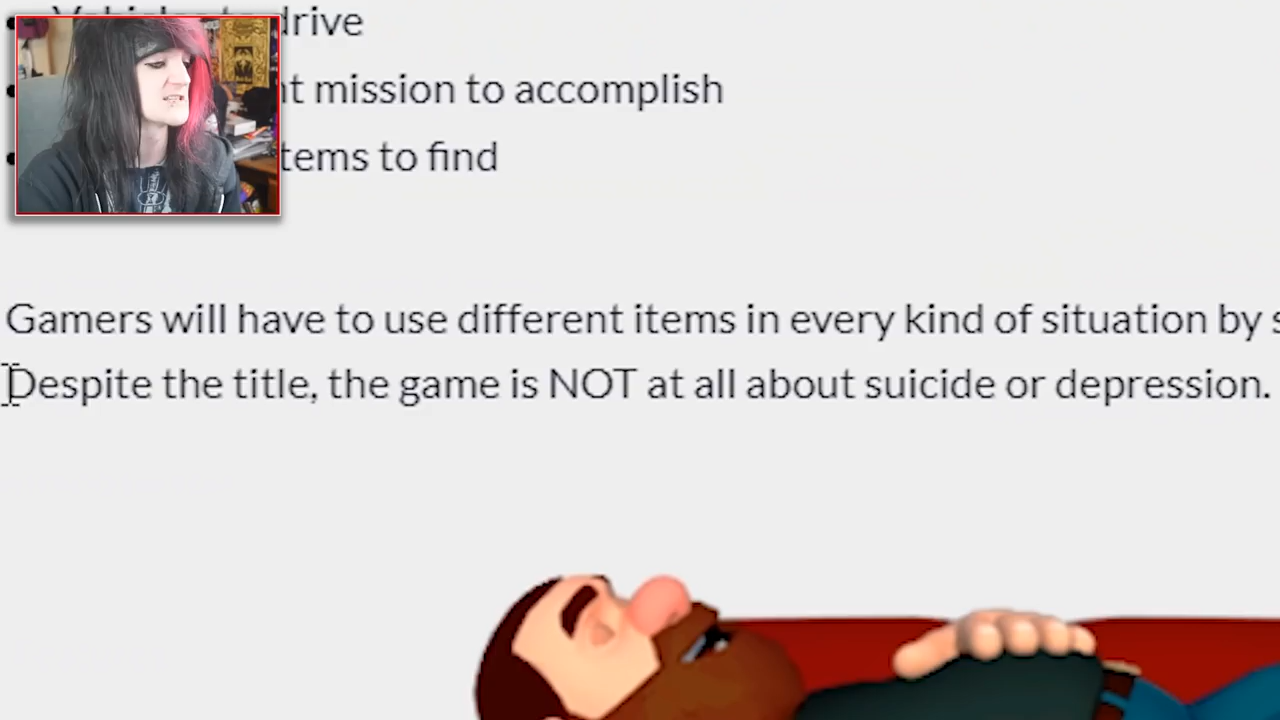 drive
mission to accomplish
to find
Gamers will have to use different items in every kind of situation by
Despite the title, the game is NOT at all about suicide or depression.